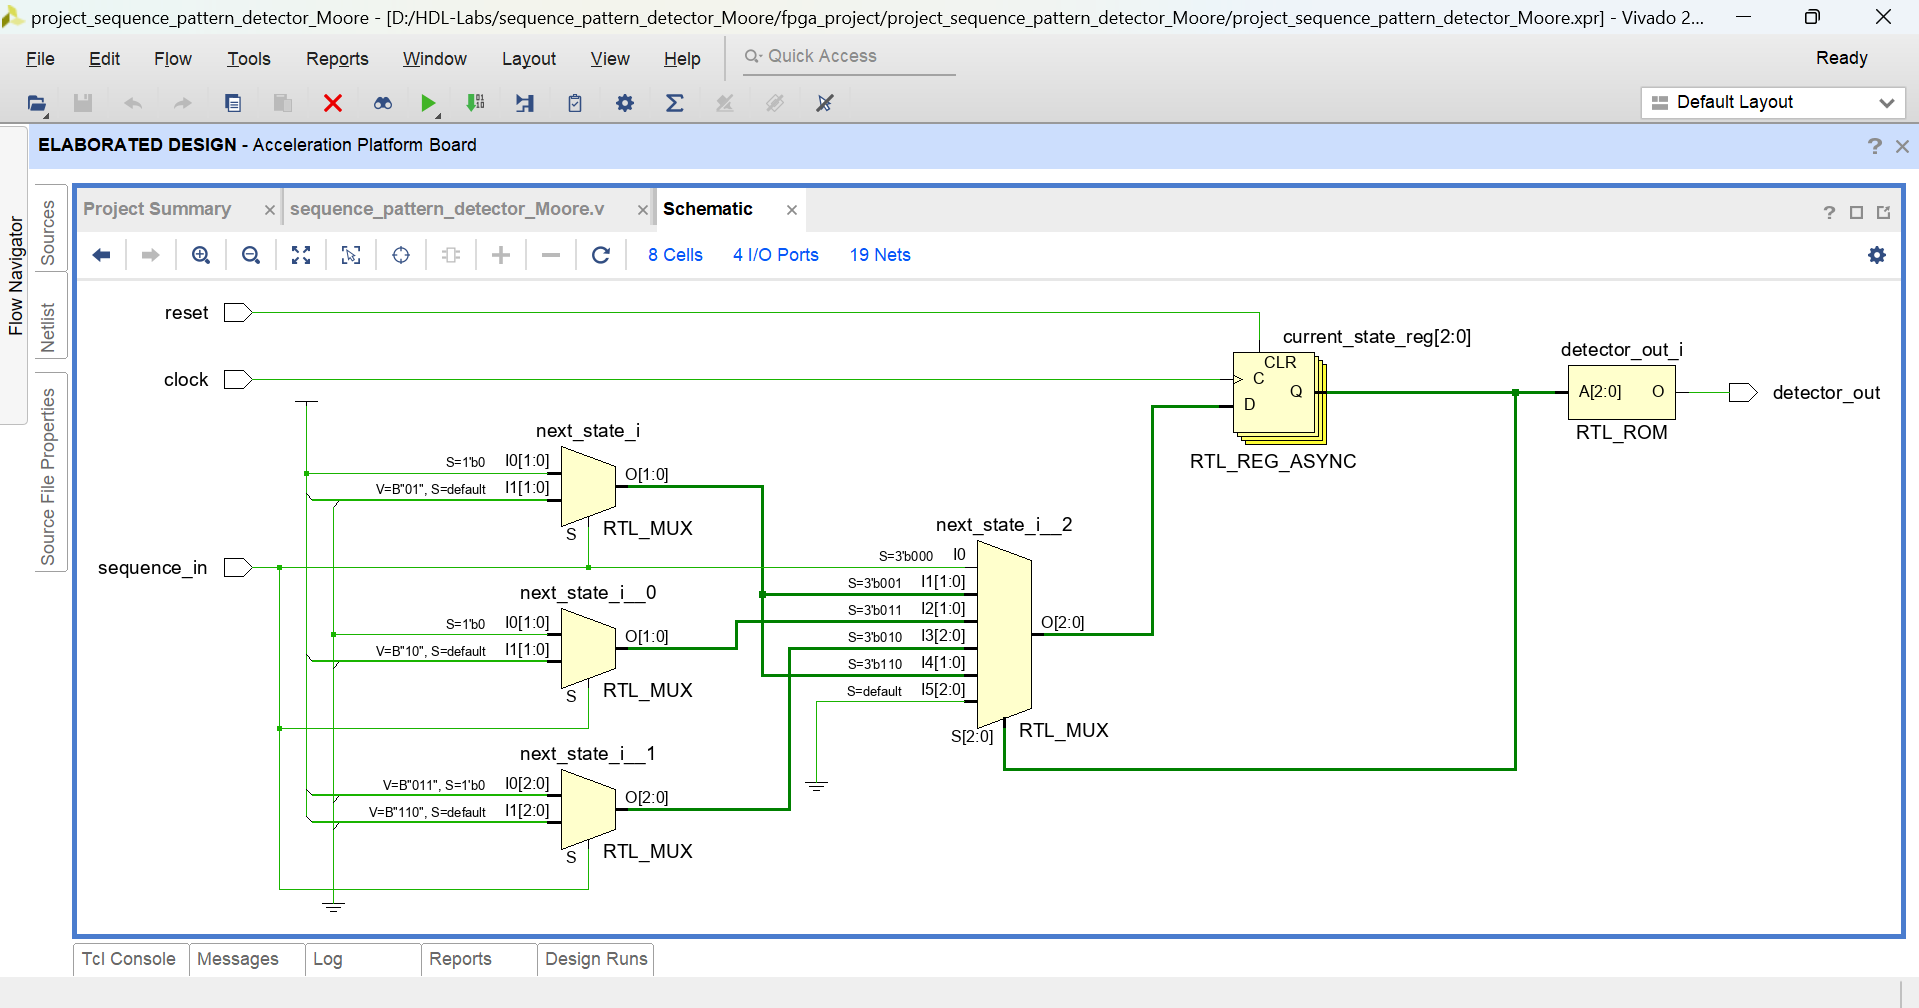 project_sequence_pattern_detector_Moore - [D:/HDL-Labs/sequence_pattern_detector_Moore/fpga_project/project_sequence_pattern_detector_Moore/project_sequence_pattern_detector_Moore.xpr] - Vivado 2...
File Edit Flow Tools Reports Window Layout View Help Quick Access Ready
Default Layout
ELABORATED DESIGN - Acceleration Platform Board
Flow Navigator
Sources
Netlist
Source File Properties
Project Summary sequence_pattern_detector_Moore.v Schematic
8 Cells 4 I/O Ports 19 Nets
reset
clock
sequence_in
next_state_i
S=1'b0 I0[1:0]
V=B"01", S=default I1[1:0]
O[1:0]
S
RTL_MUX
next_state_i__0
S=1'b0 I0[1:0]
V=B"10", S=default I1[1:0]
O[1:0]
S
RTL_MUX
next_state_i__1
V=B"011", S=1'b0 I0[2:0]
V=B"110", S=default I1[2:0]
O[2:0]
S
RTL_MUX
next_state_i__2
S=3'b000 I0
S=3'b001 I1[1:0]
S=3'b011 I2[1:0]
S=3'b010 I3[2:0]
S=3'b110 I4[1:0]
S=default I5[2:0]
O[2:0]
S[2:0]
RTL_MUX
current_state_reg[2:0]
CLR
C
Q
D
RTL_REG_ASYNC
detector_out_i
A[2:0] O
RTL_ROM
detector_out
Tcl Console Messages Log Reports Design Runs